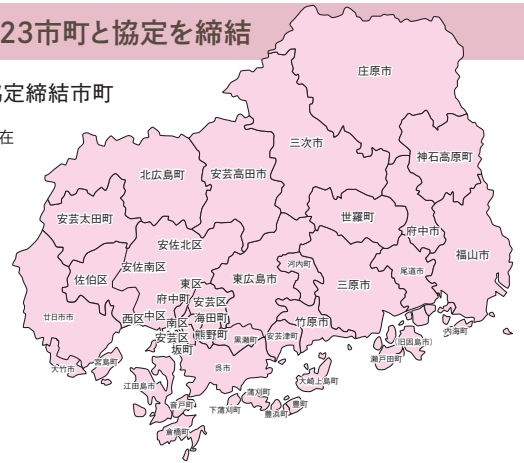 23市町と協定を締結
定締結市町
在
庄原市
三次市
神石高原町
北広島町
安芸高田市
世羅町
安芸太田町
府中市
安佐北区
福山市
安佐南区
河内町
佐伯区
東広島市
尾道市
東区
三原市
府中町
安芸区
廿日市市
西区
中区
南区
海田町
竹原市
内海町
安芸区
熊野町
黒瀬町
安芸津町
(旧因島市)
坂町
瀬戸田町
宮島町
大竹市
呉市
江田島市
大崎上島町
蒲刈町
音戸町
下蒲刈町
豊浜町
豊町
倉橋町